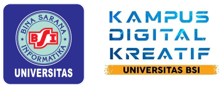 BINA SARANA
BSI
INFORMATIKA
UNIVERSITAS
KAMPUS
DIGITAL
KREATIF
UNIVERSITAS BSI